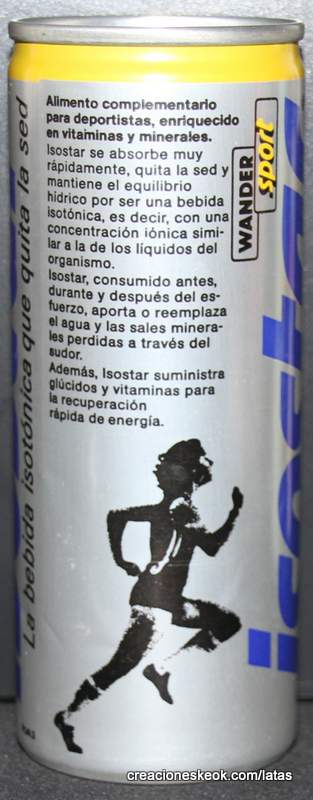 Alimento complementario
para deportistas, enriquecido
en vitaminas y minerales.
Isostar se absorbe muy
rápidamente, quita la sed y
mantiene el equilibrio
hídrico por ser una bebida
isotónica, es decir, con una
concentración iónica simi-
lar a la de los líquidos del
organismo.
Isostar, consumido antes,
durante y después del es-
fuerzo, aporta o reemplaza
el agua y las sales minera-
les perdidas a través del
sudor.
Además, Isostar suministra
glúcidos y vitaminas para
la recuperación
rápida de energía.
WANDER
sport
La bebida isotónica que quita la sed
isostar
creacioneskeok.com/latas